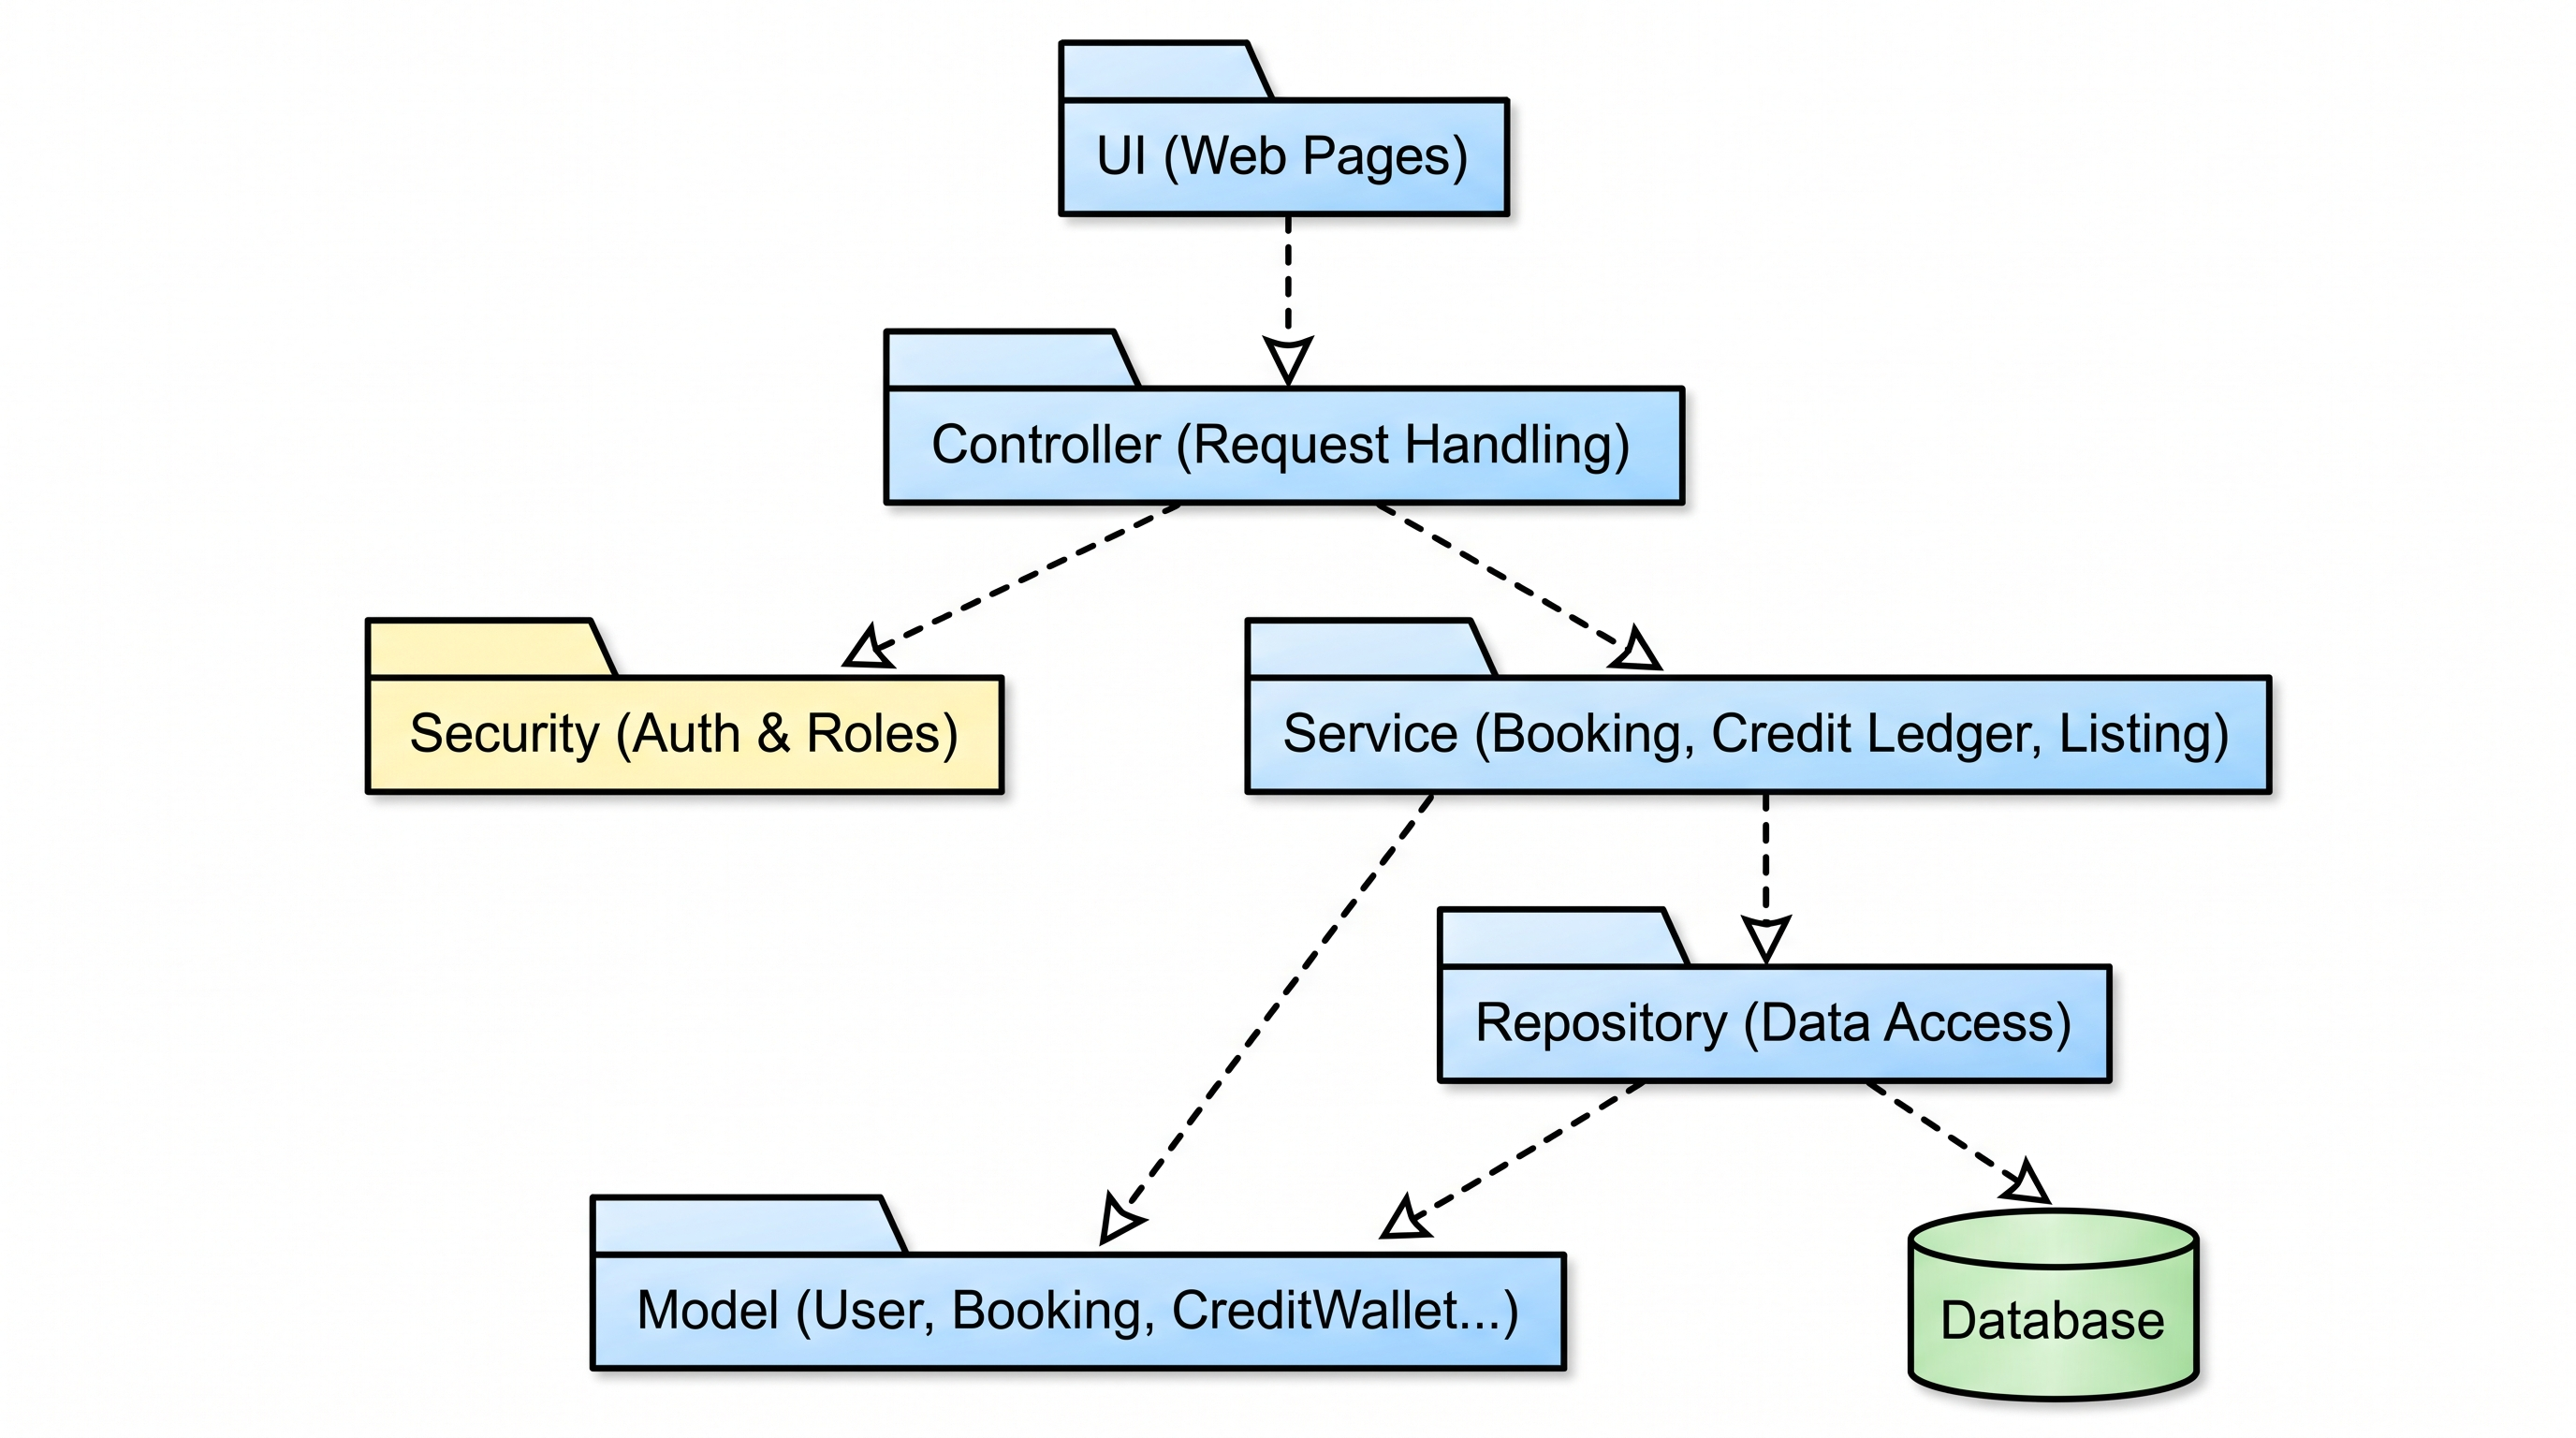 UI (Web Pages)
Controller (Request Handling)
Security (Auth & Roles)
Service (Booking, Credit Ledger, Listing)
Repository (Data Access)
Model (User, Booking, CreditWallet...)
Database